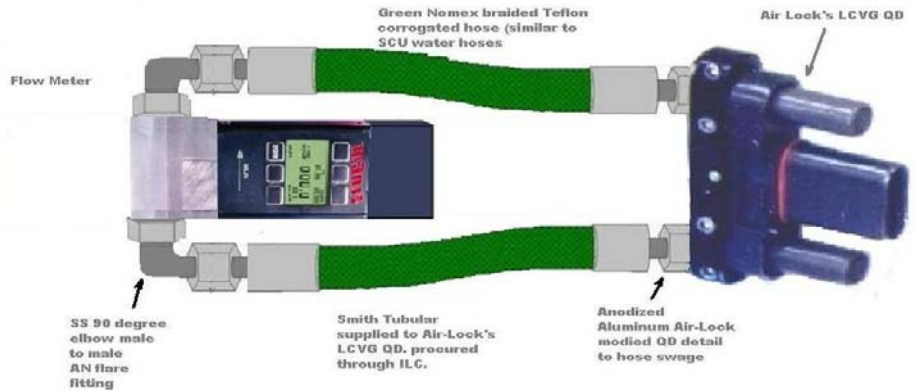 Green Nomex braided Teflon
corrogated hose (similar to
SCU water hoses
Air Lock's LCVG QD
Flow Meter
SS 90 degree
elbow male
to male
AN flare
fitting
Smith Tubular
supplied to Air-Lock's
LCVG QD. procured
through ILC.
Anodized
Aluminum Air-Lock
modied QD detail
to hose swage